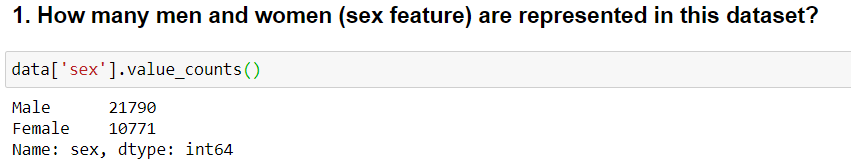 1. How many men and women (sex feature) are represented in this dataset?
data['sex'].value_counts()
Male      21790
Female    10771
Name: sex, dtype: int64